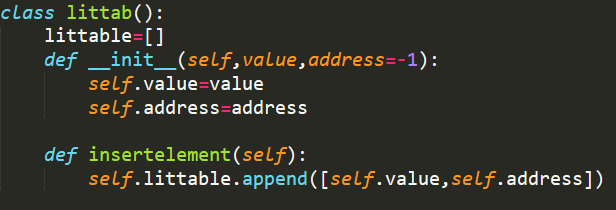 class littab():
    littable=[]
    def __init__(self,value,address=-1):
        self.value=value
        self.address=address

    def insertelement(self):
        self.littable.append([self.value,self.address])